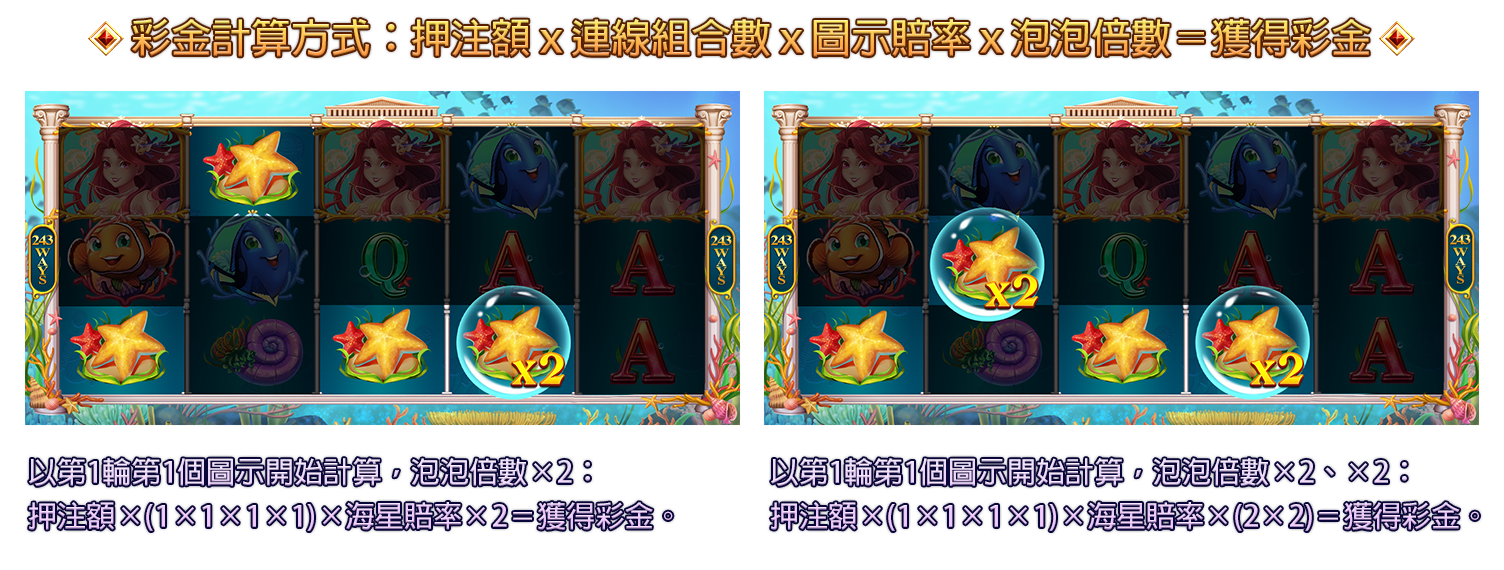 彩金計算方式：押注額 x 連線組合數 x 圖示賠率 x 泡泡倍數＝獲得彩金
243 WAYS
Q
A
A
x2
A
243 WAYS
243 WAYS
x2
Q
A
A
x2
A
243 WAYS
以第1輪第1個圖示開始計算，泡泡倍數×2：
押注額×(1×1×1×1)×海星賠率×2＝獲得彩金。
以第1輪第1個圖示開始計算，泡泡倍數×2、×2：
押注額×(1×1×1×1)×海星賠率×(2×2)＝獲得彩金。